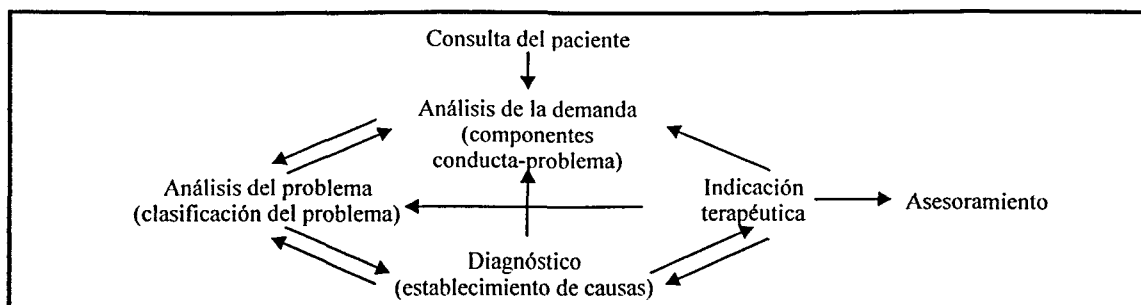 Consulta del paciente
Análisis de la demanda
(componentes
conducta-problema)
Análisis del problema
(clasificación del problema)
Indicación
terapéutica
Asesoramiento
Diagnóstico
(establecimiento de causas)